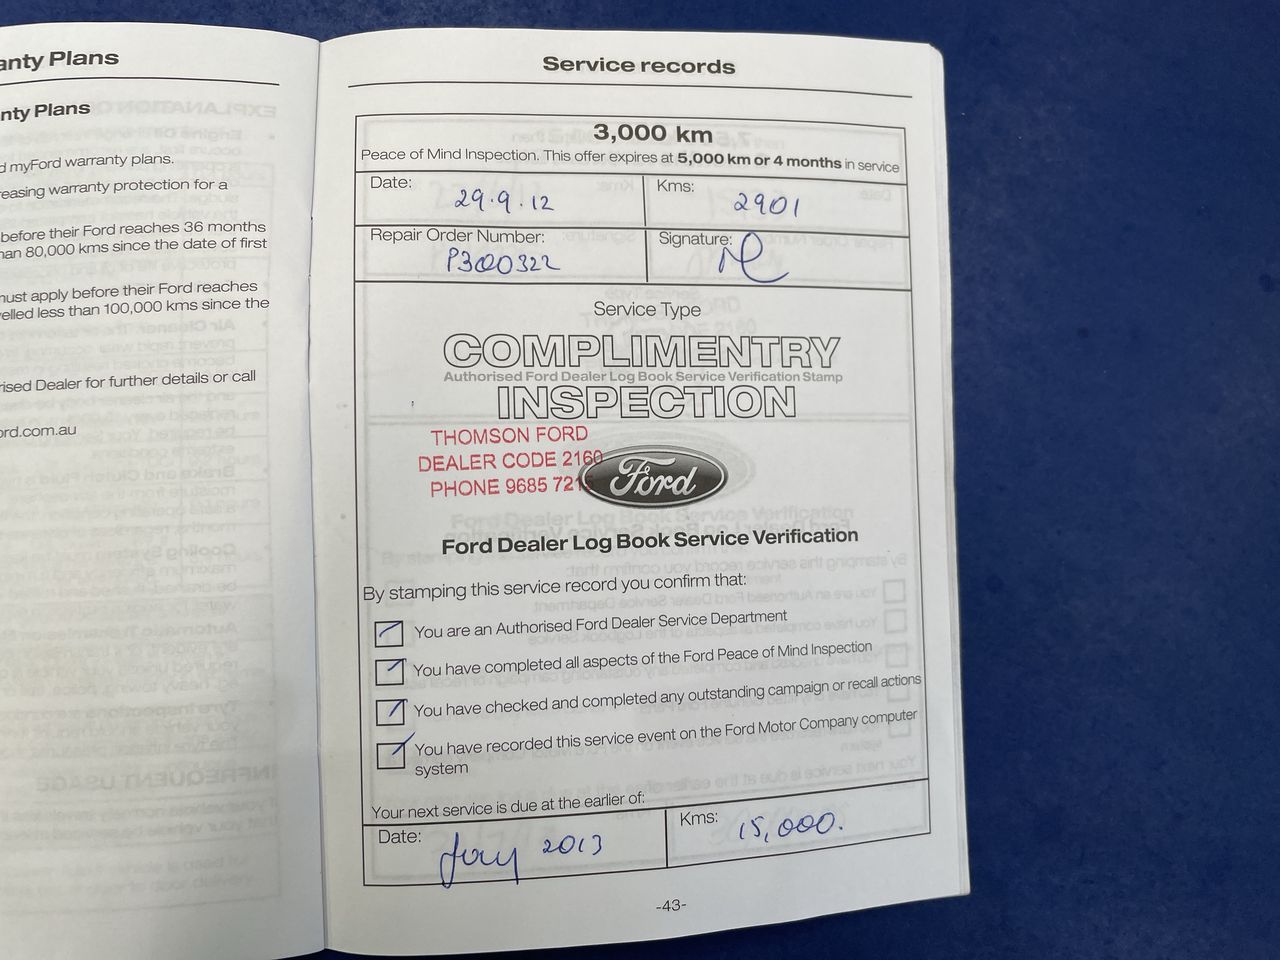 anty Plans
nty Plans
d myFord warranty plans.
reasing warranty protection for a
before their Ford reaches 36 months
han 80,000 kms since the date of first
must apply before their Ford reaches
velled less than 100,000 kms since the
rised Dealer for further details or call
ord.com.au
Service records
3,000 km
Peace of Mind Inspection. This offer expires at 5,000 km or 4 months in service
Date: 29.9.12 Kms: 2901
Repair Order Number: P300322 Signature:
Service Type
COMPLIMENTRY
Authorised Ford Dealer Log Book Service Verification Stamp
INSPECTION
THOMSON FORD
DEALER CODE 2160
PHONE 9685 721
Ford
Ford Dealer Log Book Service Verification
By stamping this service record you confirm that:
You are an Authorised Ford Dealer Service Department
You have completed all aspects of the Ford Peace of Mind Inspection
You have checked and completed any outstanding campaign or recall actions
You have recorded this service event on the Ford Motor Company computer
system
Your next service is due at the earlier of:
Date: July 2013 Kms: 15,000.
-43-